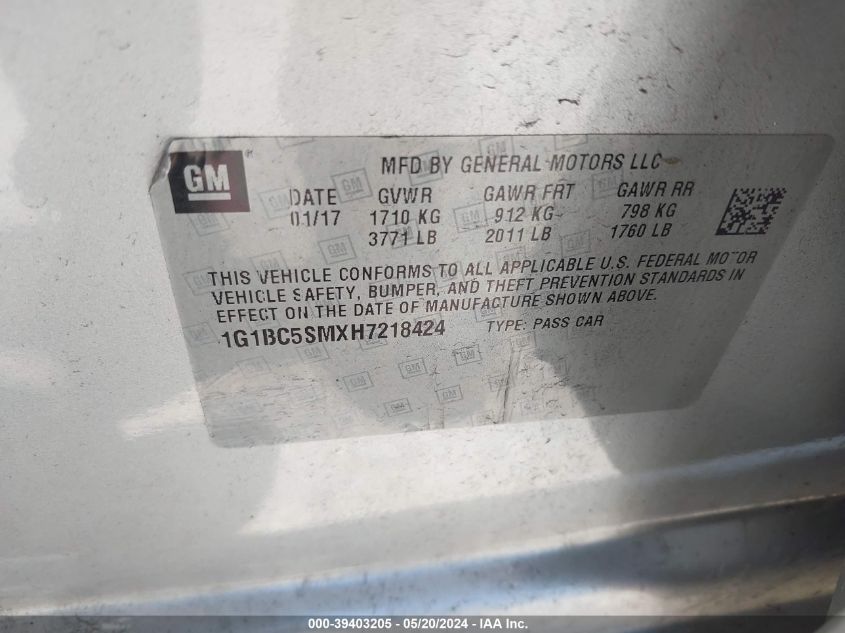 GM
MFD BY GENERAL MOTORS LLC
DATE GVWR GAWR FRT GAWR RR
01/17 1710 KG 912 KG 798 KG
3771 LB 2011 LB 1760 LB
THIS VEHICLE CONFORMS TO ALL APPLICABLE U.S. FEDERAL MOTOR
VEHICLE SAFETY, BUMPER, AND THEFT PREVENTION STANDARDS IN
EFFECT ON THE DATE OF MANUFACTURE SHOWN ABOVE.
1G1BC5SMXH7218424 TYPE: PASS CAR
000-39403205 - 05/20/2024 - IAA Inc.